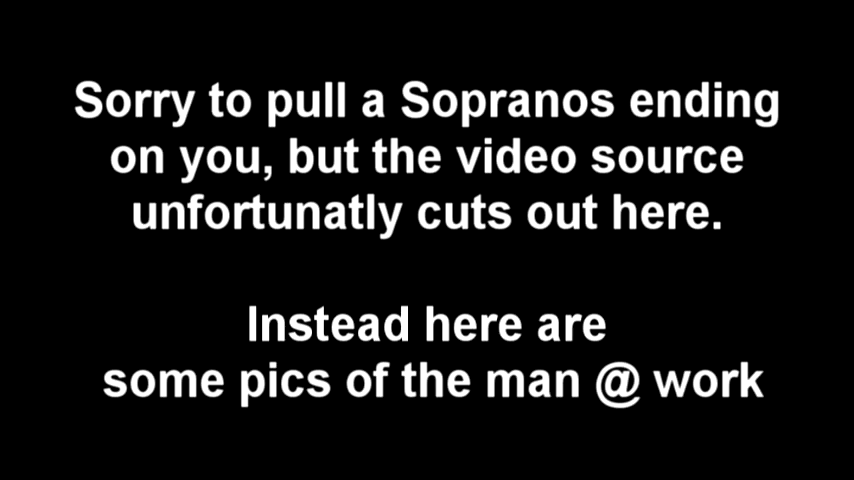 Sorry to pull a Sopranos ending
on you, but the video source
unfortunatly cuts out here.
Instead here are
some pics of the man @ work